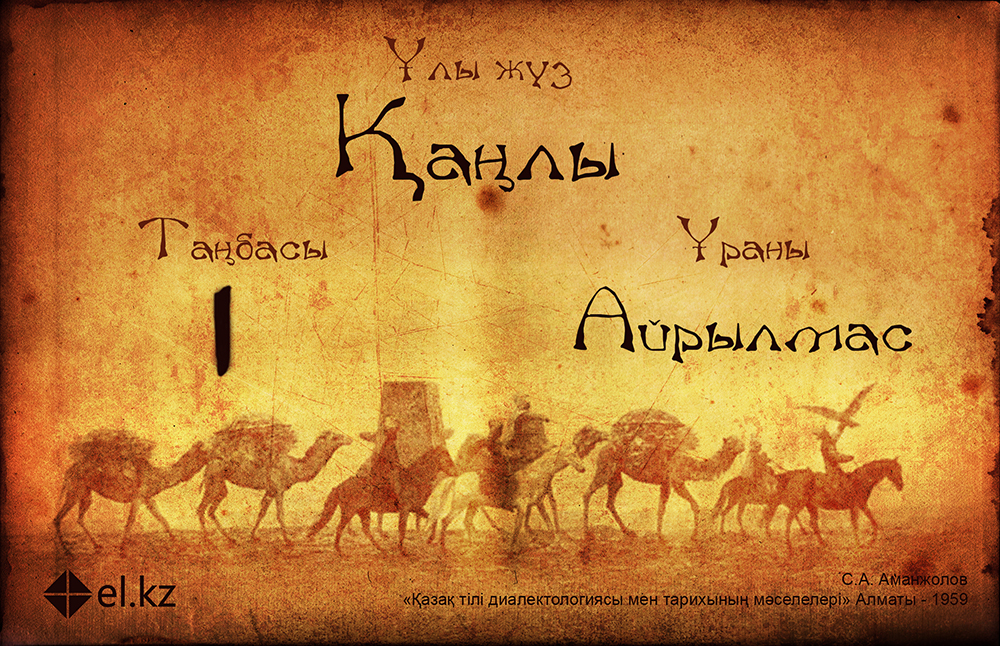 Ұлы жүз
Қаңлы
Таңбасы
Ұраны
Айрылмас
el.kz
С.А. Аманжолов
«Қазақ тілі диалектологиясы мен тарихының мәселелері» Алматы - 1959